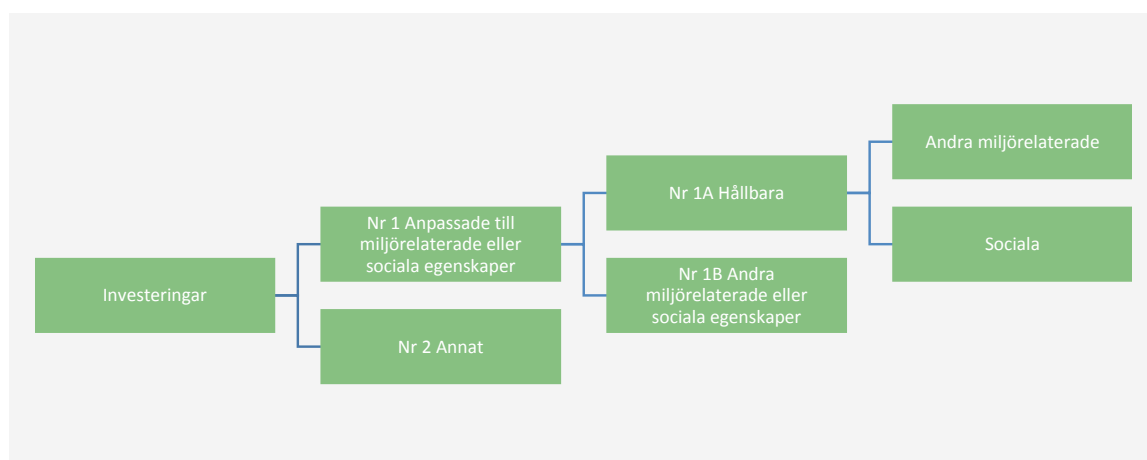 Investeringar
Nr 1 Anpassade till
miljörelaterade eller
sociala egenskaper
Nr 2 Annat
Nr 1A Hållbara
Nr 1B Andra
miljörelaterade eller
sociala egenskaper
Andra miljörelaterade
Sociala